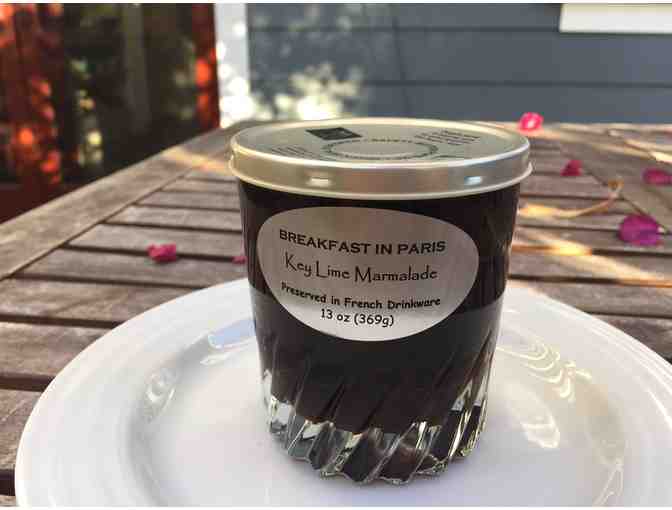 BREAKFAST IN PARIS
Key Lime Marmalade
Preserved in French Drinkware
13 oz (369g)